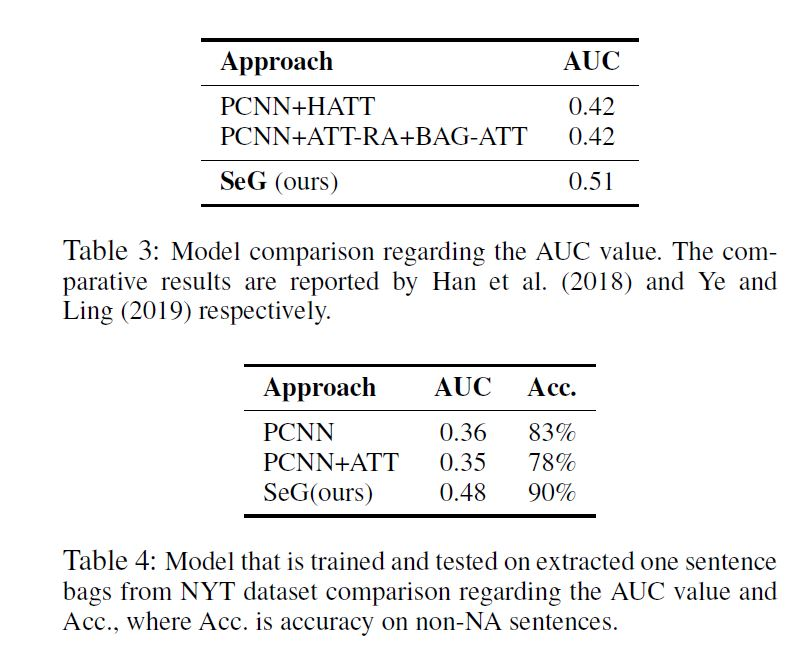 Approach AUC
PCNN+HATT 0.42
PCNN+ATT-RA+BAG-ATT 0.42
SeG (ours) 0.51
Table 3: Model comparison regarding the AUC value. The com-
parative results are reported by Han et al. (2018) and Ye and
Ling (2019) respectively.
Approach AUC Acc.
PCNN 0.36 83%
PCNN+ATT 0.35 78%
SeG(ours) 0.48 90%
Table 4: Model that is trained and tested on extracted one sentence
bags from NYT dataset comparison regarding the AUC value and
Acc., where Acc. is accuracy on non-NA sentences.